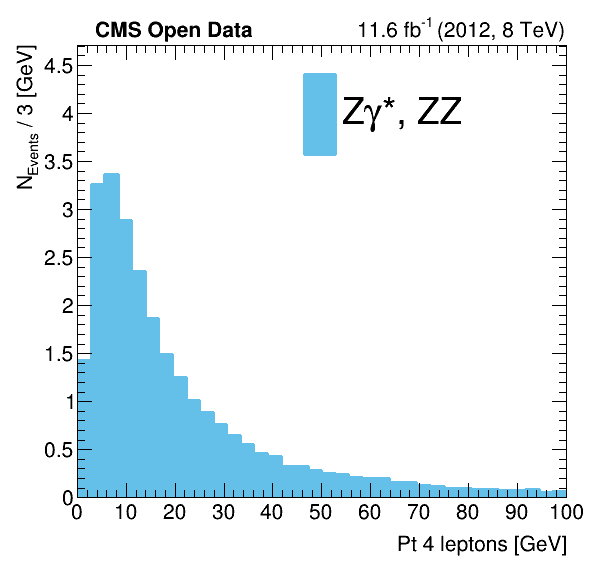 CMS Open Data 11.6 fb⁻¹ (2012, 8 TeV)
N_Events / 3 [GeV]
4.5
4
3.5
3
2.5
2
1.5
1
0.5
0
Zγ*, ZZ
0 10 20 30 40 50 60 70 80 90 100
Pt 4 leptons [GeV]